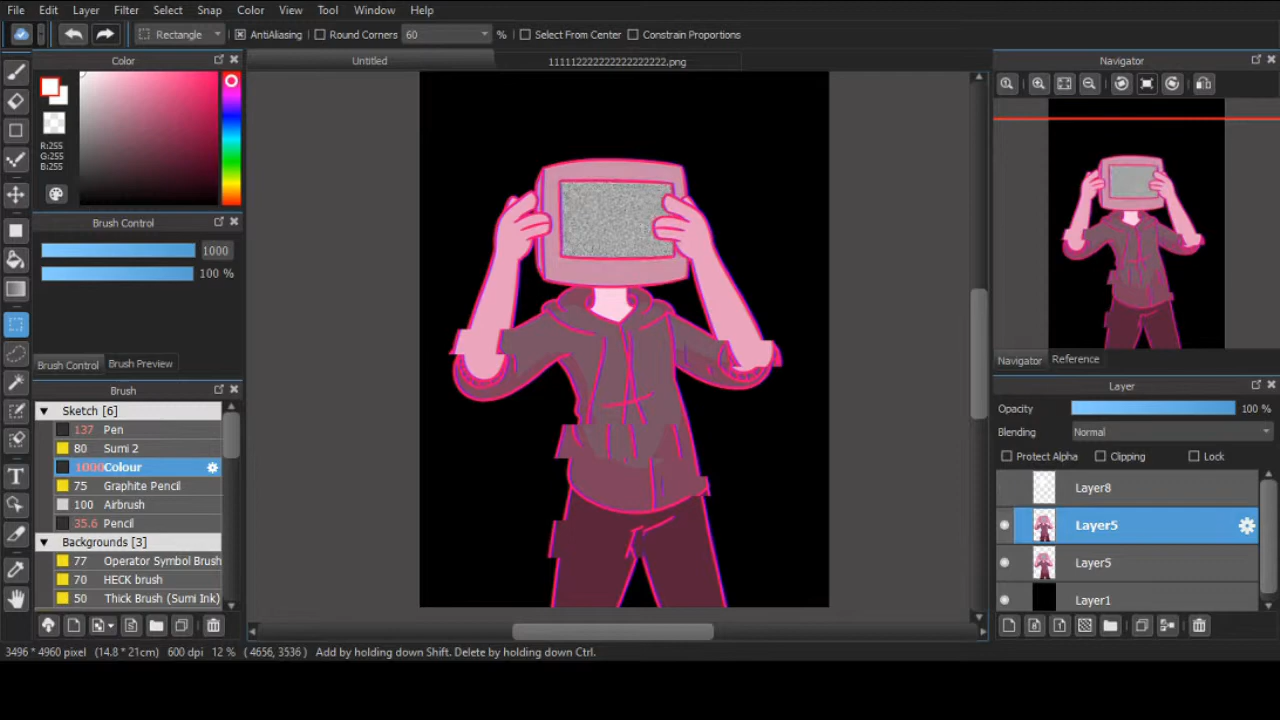 File Edit Layer Filter Select Snap Color View Tool Window Help
Rectangle AntiAliasing Round Corners 60 % Select From Center Constrain Proportions
Color
Untitled
111112222222222222222.png
Navigator
R:255
G:255
B:255
Brush Control
1000
100 %
Brush Control Brush Preview
Navigator Reference
Brush
Sketch [6]
137 Pen
80 Sumi 2
1000 Colour
75 Graphite Pencil
100 Airbrush
35.6 Pencil
Backgrounds [3]
77 Operator Symbol Brush
70 HECK brush
50 Thick Brush (Sumi Ink)
Layer
Opacity 100 %
Blending Normal
Protect Alpha Clipping Lock
Layer8
Layer5
Layer5
Layer1
3496 * 4960 pixel (14.8 * 21cm) 600 dpi 12 % ( 4656, 3536 ) Add by holding down Shift. Delete by holding down Ctrl.